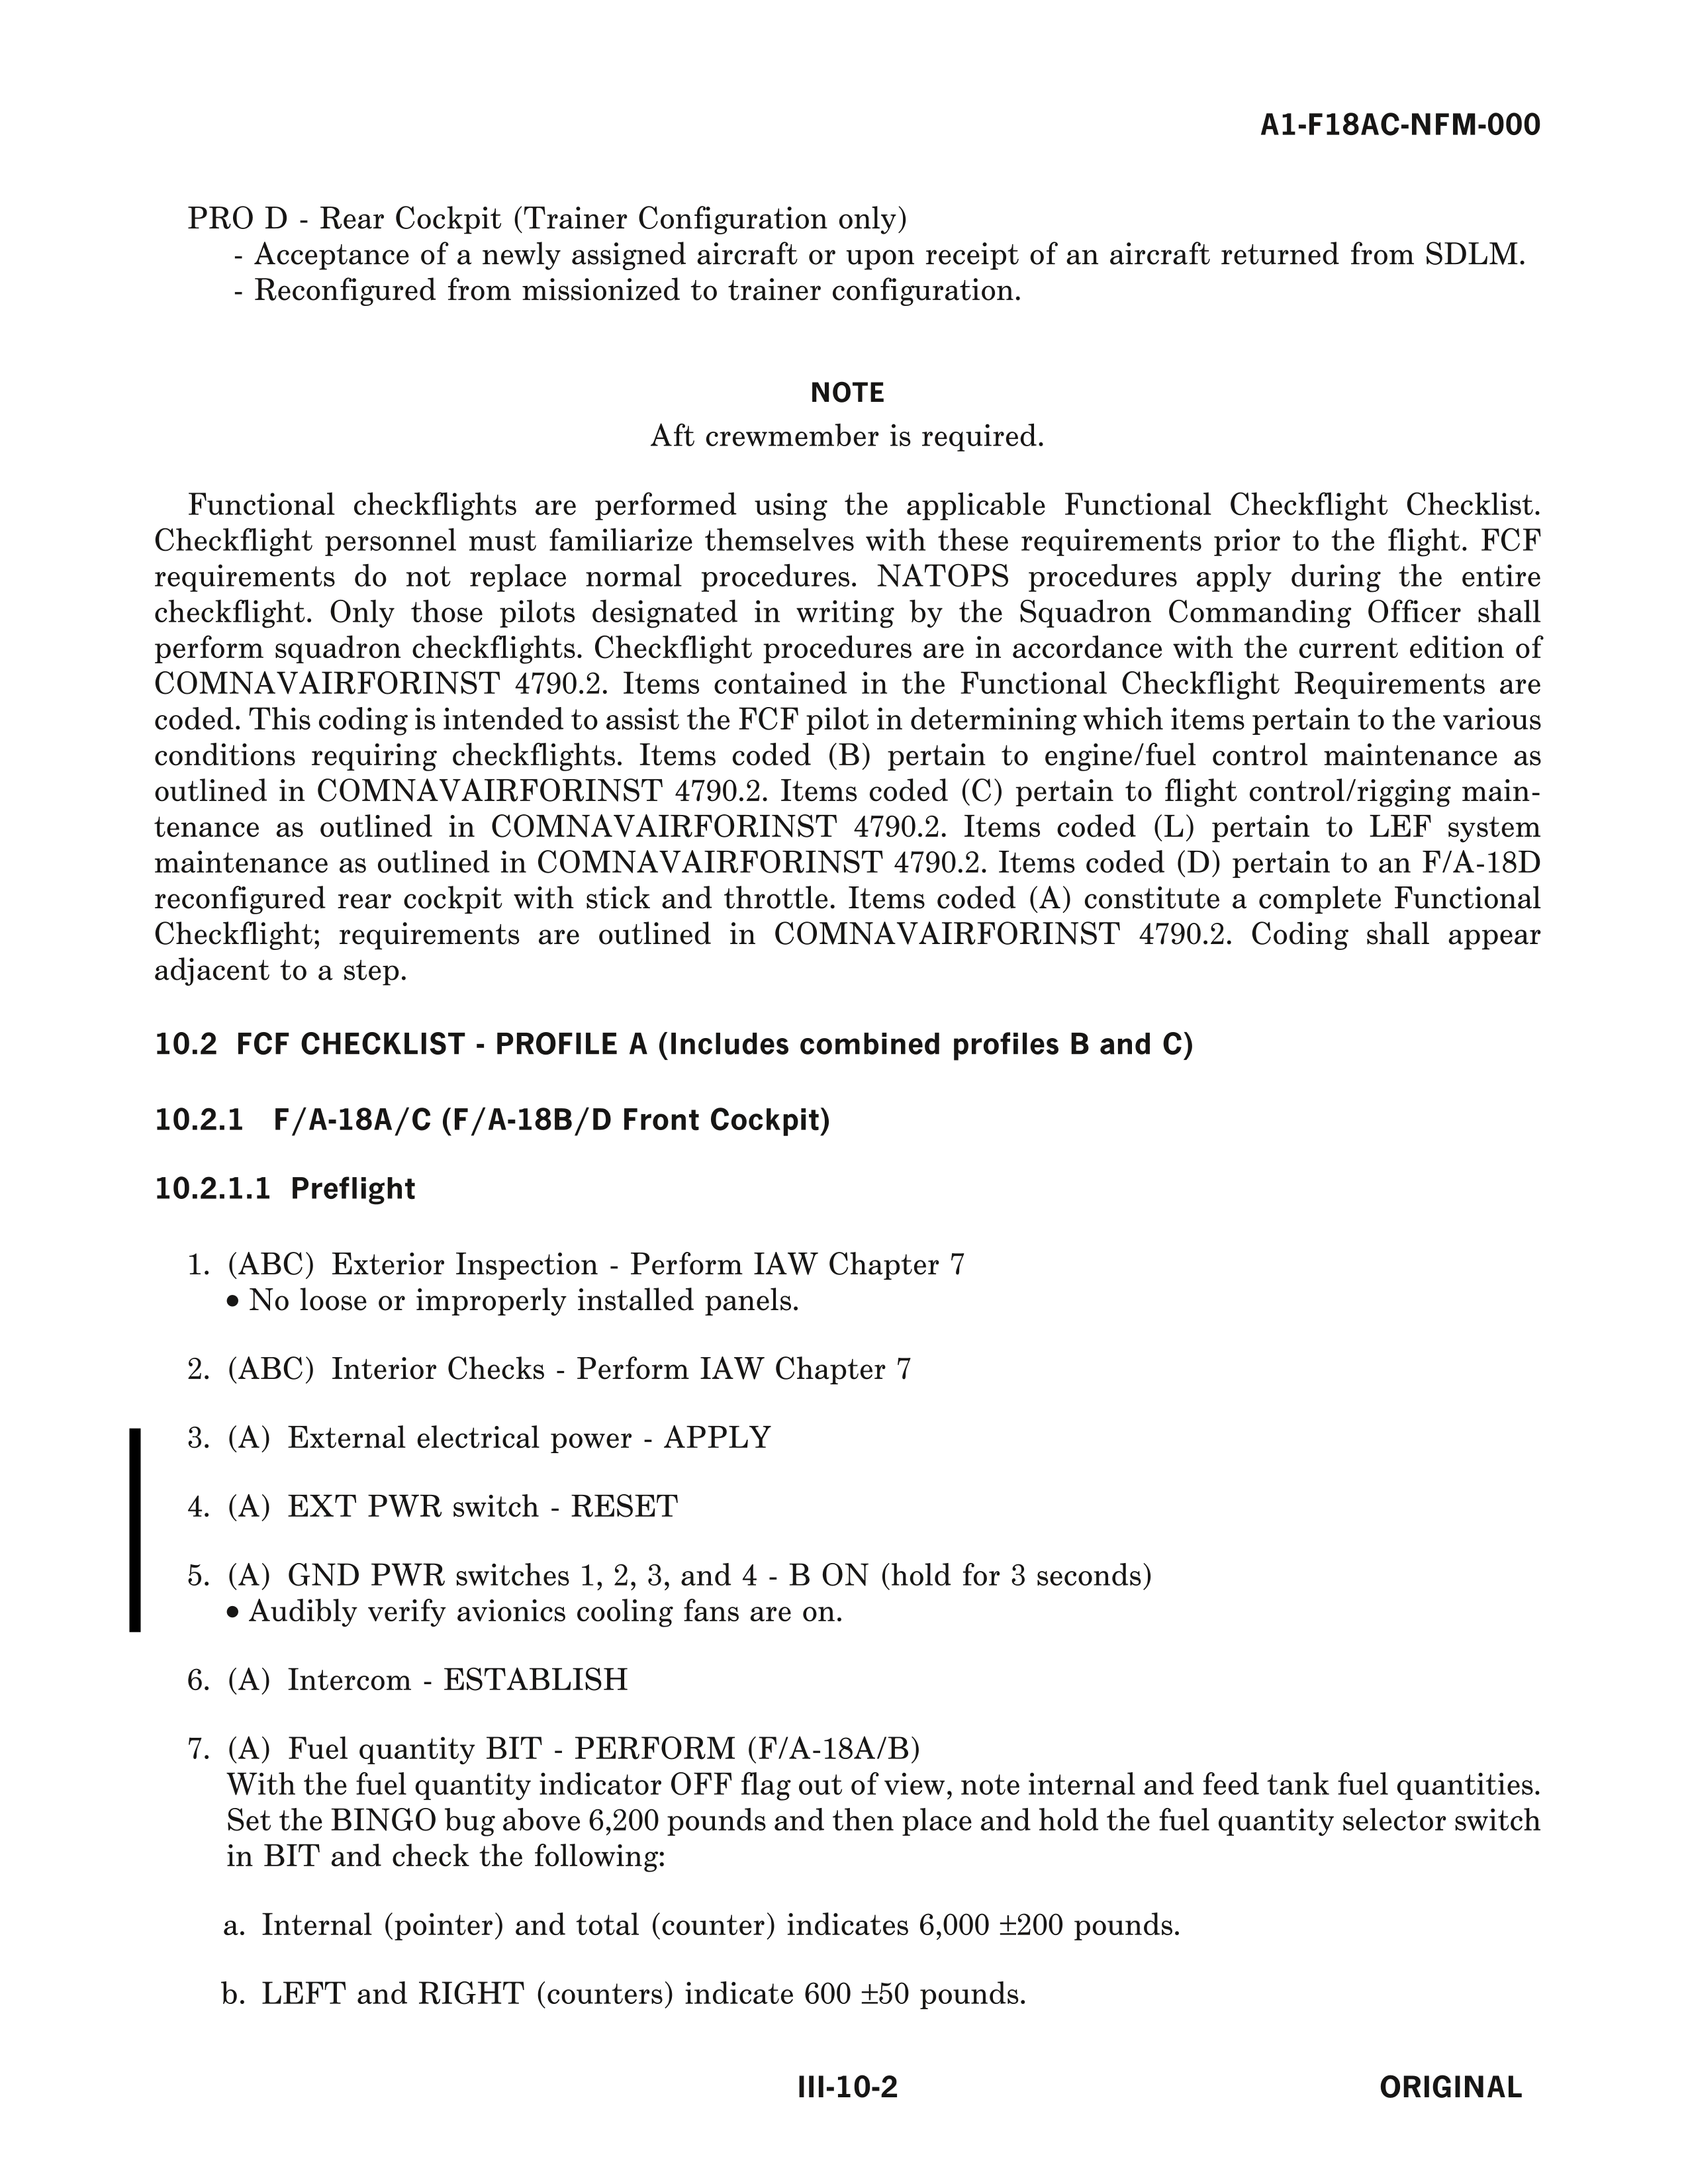 A1-F18AC-NFM-000
PRO D - Rear Cockpit (Trainer Configuration only)
- Acceptance of a newly assigned aircraft or upon receipt of an aircraft returned from SDLM.
- Reconfigured from missionized to trainer configuration.
NOTE
Aft crewmember is required.
Functional checkflights are performed using the applicable Functional Checkflight Checklist.
Checkflight personnel must familiarize themselves with these requirements prior to the flight. FCF
requirements do not replace normal procedures. NATOPS procedures apply during the entire
checkflight. Only those pilots designated in writing by the Squadron Commanding Officer shall
perform squadron checkflights. Checkflight procedures are in accordance with the current edition of
COMNAVAIRFORINST 4790.2. Items contained in the Functional Checkflight Requirements are
coded. This coding is intended to assist the FCF pilot in determining which items pertain to the various
conditions requiring checkflights. Items coded (B) pertain to engine/fuel control maintenance as
outlined in COMNAVAIRFORINST 4790.2. Items coded (C) pertain to flight control/rigging main-
tenance as outlined in COMNAVAIRFORINST 4790.2. Items coded (L) pertain to LEF system
maintenance as outlined in COMNAVAIRFORINST 4790.2. Items coded (D) pertain to an F/A-18D
reconfigured rear cockpit with stick and throttle. Items coded (A) constitute a complete Functional
Checkflight; requirements are outlined in COMNAVAIRFORINST 4790.2. Coding shall appear
adjacent to a step.
10.2 FCF CHECKLIST - PROFILE A (Includes combined profiles B and C)
10.2.1 F/A-18A/C (F/A-18B/D Front Cockpit)
10.2.1.1 Preflight
1. (ABC) Exterior Inspection - Perform IAW Chapter 7
• No loose or improperly installed panels.
2. (ABC) Interior Checks - Perform IAW Chapter 7
3. (A) External electrical power - APPLY
4. (A) EXT PWR switch - RESET
5. (A) GND PWR switches 1, 2, 3, and 4 - B ON (hold for 3 seconds)
• Audibly verify avionics cooling fans are on.
6. (A) Intercom - ESTABLISH
7. (A) Fuel quantity BIT - PERFORM (F/A-18A/B)
With the fuel quantity indicator OFF flag out of view, note internal and feed tank fuel quantities.
Set the BINGO bug above 6,200 pounds and then place and hold the fuel quantity selector switch
in BIT and check the following:
a. Internal (pointer) and total (counter) indicates 6,000 ±200 pounds.
b. LEFT and RIGHT (counters) indicate 600 ±50 pounds.
III-10-2
ORIGINAL